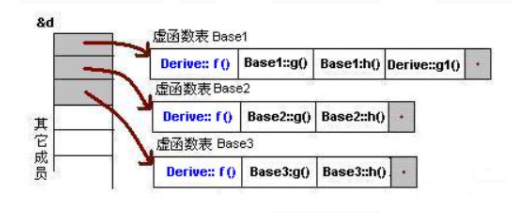 &d
虚函数表 Base1
Derive:: f() Base1::g() Base1:h() Derive::g1()
虚函数表 Base2
Derive:: f() Base2::g() Base2::h()
虚函数表 Base3
Derive:: f() Base3:g() Base3::h()
其它成员